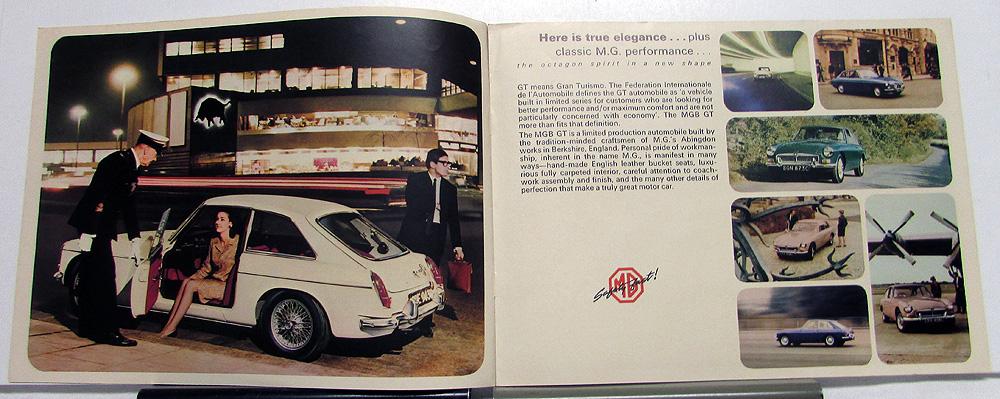 Here is true elegance . . . plus
classic M.G. performance . . .
the octagon spirit in a new shape
GT means Gran Turismo. The Federation Internationale
de l'Automobile defines the GT automobile as 'a vehicle
built in limited series for customers who are looking for
better performance and/or maximum comfort and are not
particularly concerned with economy'. The MGB GT
more than fits that definition.
The MGB GT is a limited production automobile built by
the tradition-minded craftsmen of M.G.'s Abingdon
works in Berkshire, England. Personal pride of workman-
ship, inherent in the name M.G., is manifest in many
ways—hand-made English leather bucket seats, luxu-
rious fully carpeted interior, careful attention to coach-
work assembly and finish, and the many other details of
perfection that make a truly great motor car.
Safety fast!
MG